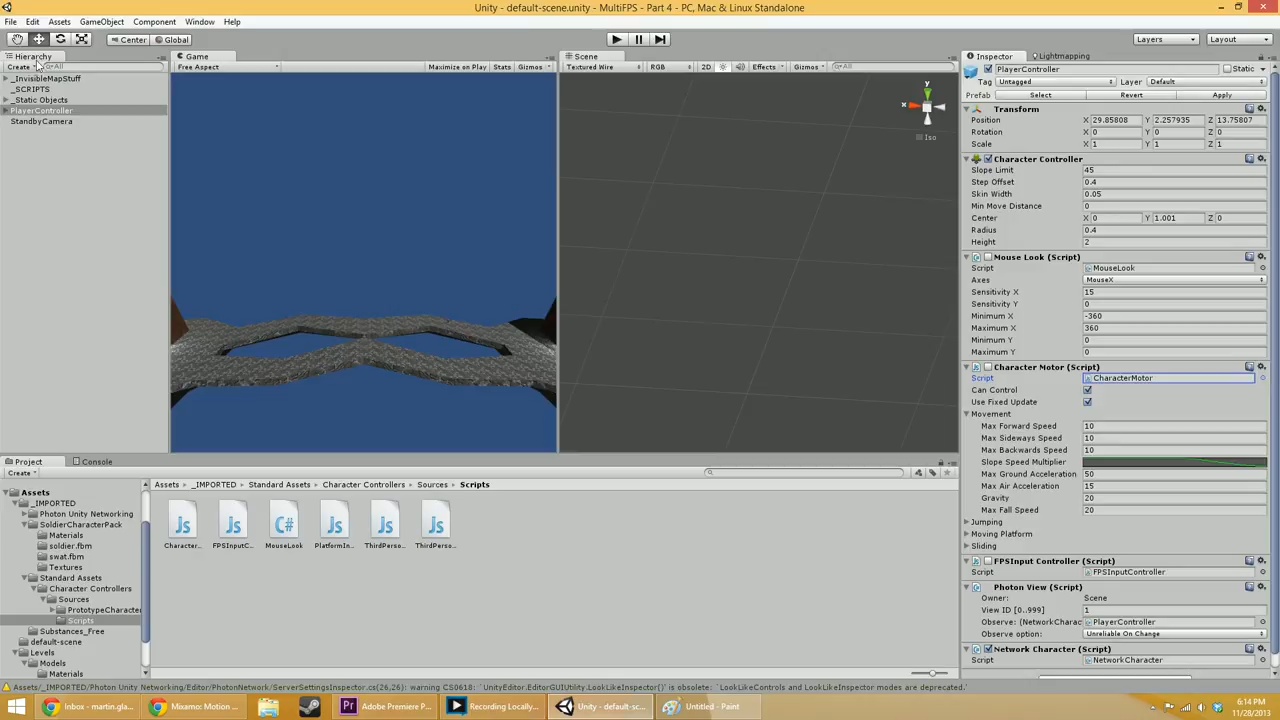 Unity - default-scene.unity - MultiFPS - Part 4 - PC, Mac & Linux Standalone
File Edit Assets GameObject Component Window Help
Center Global Layers Layout
Hierarchy
Create All
_InvisibleMapStuff
_SCRIPTS
_Static Objects
PlayerController
StandbyCamera
Game
Free Aspect Maximize on Play Stats Gizmos
Scene
Textured Wire RGB 2D Effects Gizmos All
y
x
Iso
Inspector Lightmapping
PlayerController Static
Tag Untagged Layer Default
Prefab Select Revert Apply
Transform
Position X 29.85808 Y 2.257935 Z 13.75807
Rotation X 0 Y 0 Z 0
Scale X 1 Y 1 Z 1
Character Controller
Slope Limit 45
Step Offset 0.4
Skin Width 0.05
Min Move Distance 0
Center X 0 Y 1.001 Z 0
Radius 0.4
Height 2
Mouse Look (Script)
Script MouseLook
Axes MouseX
Sensitivity X 15
Sensitivity Y 0
Minimum X -360
Maximum X 360
Minimum Y 0
Maximum Y 0
Character Motor (Script)
Script CharacterMotor
Can Control
Use Fixed Update
Movement
Max Forward Speed 10
Max Sideways Speed 10
Max Backwards Speed 10
Slope Speed Multiplier
Max Ground Acceleration 50
Max Air Acceleration 15
Gravity 20
Max Fall Speed 20
Jumping
Moving Platform
Sliding
FPSInput Controller (Script)
Script FPSInputController
Photon View (Script)
Owner: Scene
View ID [0..999] 1
Observe: (NetworkCharac PlayerController
Observe option: Unreliable On Change
Network Character (Script)
Script NetworkCharacter
Project Console
Create
Assets
_IMPORTED
Photon Unity Networking
SoldierCharacterPack
Materials
soldier.fbm
swat.fbm
Textures
Standard Assets
Character Controllers
Sources
PrototypeCharacter
Scripts
Substances_Free
default-scene
Levels
Models
Materials
Assets _IMPORTED Standard Assets Character Controllers Sources Scripts
Js Js C# Js Js Js
Character... FPSInputC... MouseLook PlatformIn... ThirdPerso... ThirdPerso...
Assets/_IMPORTED/Photon Unity Networking/Editor/PhotonNetwork/ServerSettingsInspector.cs(26,26): warning CS0618: `UnityEditor.EditorGUIUtility.LookLikeInspector()' is obsolete: `LookLikeControls and LookLikeInspector modes are deprecated.'
Inbox - martin.gla... Mixamo: Motion ... Adobe Premiere P... Recording Locally... Unity - default-sc... Untitled - Paint
6:14 PM
11/28/2013